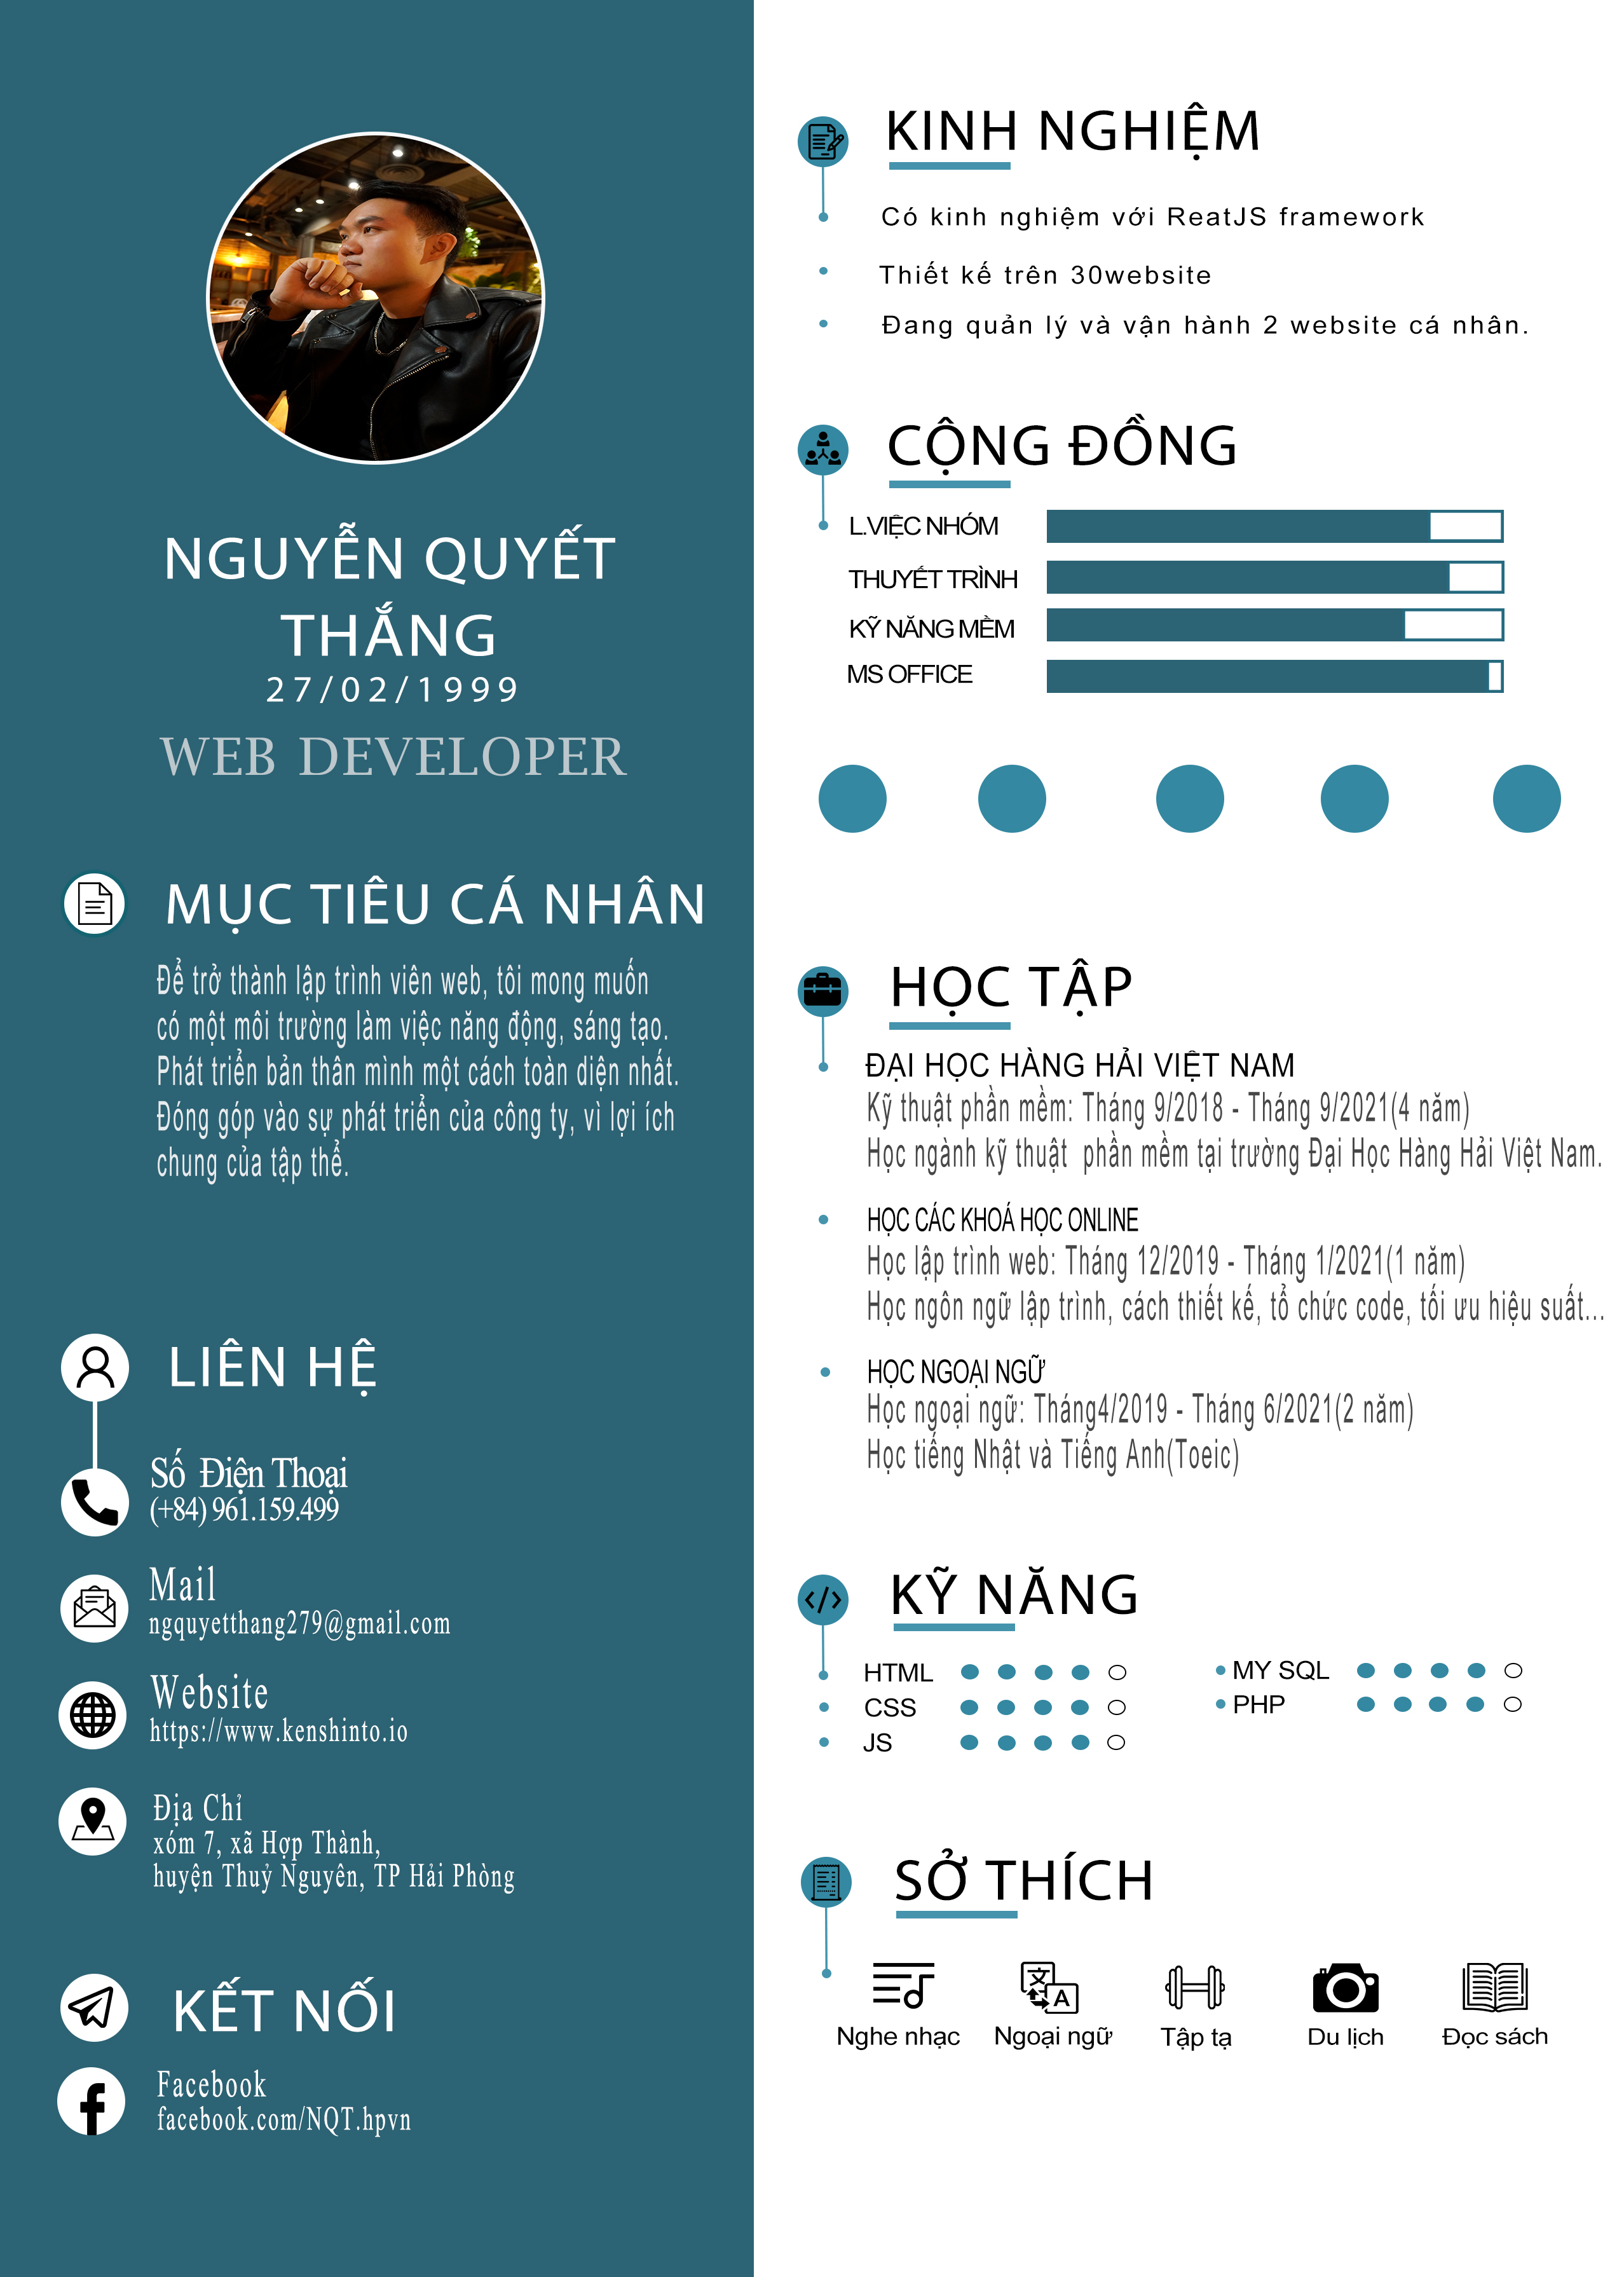 NGUYỄN QUYẾT
THẮNG
27/02/1999
WEB DEVELOPER
MỤC TIÊU CÁ NHÂN
Để trở thành lập trình viên web, tôi mong muốn
có một môi trường làm việc năng động, sáng tạo.
Phát triển bản thân mình một cách toàn diện nhất.
Đóng góp vào sự phát triển của công ty, vì lợi ích
chung của tập thể.
LIÊN HỆ
Số Điện Thoại
(+84) 961.159.499
Mail
ngquyetthang279@gmail.com
Website
https://www.kenshinto.io
Địa Chỉ
xóm 7, xã Hợp Thành,
huyện Thuỷ Nguyên, TP Hải Phòng
KẾT NỐI
Facebook
facebook.com/NQT.hpvn
KINH NGHIỆM
Có kinh nghiệm với ReatJS framework
Thiết kế trên 30website
Đang quản lý và vận hành 2 website cá nhân.
CỘNG ĐỒNG
L.VIỆC NHÓM
THUYẾT TRÌNH
KỸ NĂNG MỀM
MS OFFICE
HỌC TẬP
ĐẠI HỌC HÀNG HẢI VIỆT NAM
Kỹ thuật phần mềm: Tháng 9/2018 - Tháng 9/2021(4 năm)
Học ngành kỹ thuật phần mềm tại trường Đại Học Hàng Hải Việt Nam.
HỌC CÁC KHOÁ HỌC ONLINE
Học lập trình web: Tháng 12/2019 - Tháng 1/2021(1 năm)
Học ngôn ngữ lập trình, cách thiết kế, tổ chức code, tối ưu hiệu suất...
HỌC NGOẠI NGỮ
Học ngoại ngữ: Tháng4/2019 - Tháng 6/2021(2 năm)
Học tiếng Nhật và Tiếng Anh(Toeic)
KỸ NĂNG
HTML
CSS
JS
MY SQL
PHP
SỞ THÍCH
文 A
Nghe nhạc
Ngoại ngữ
Tập tạ
Du lịch
Đọc sách